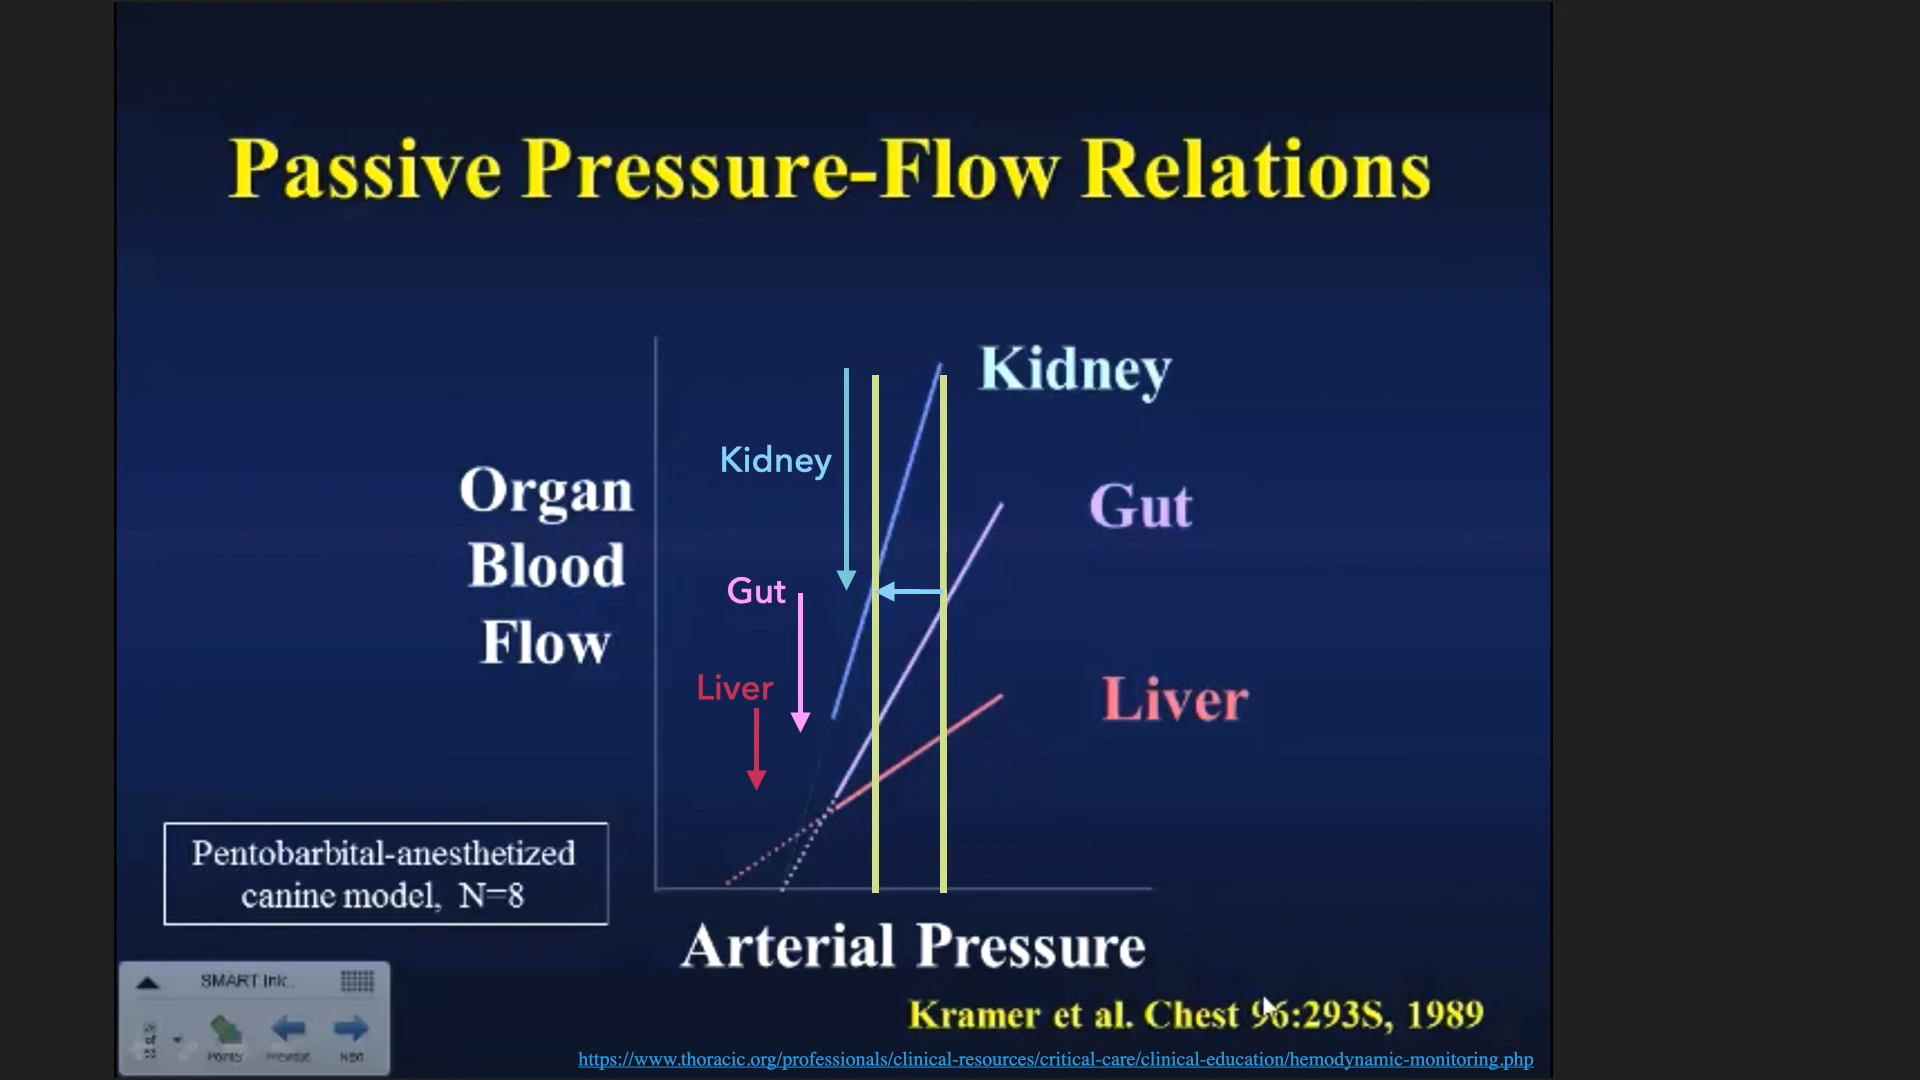 Passive Pressure-Flow Relations
Kidney
Kidney
Organ
Blood
Flow
Gut
Gut
Liver
Liver
Pentobarbital-anesthetized
canine model, N=8
Arterial Pressure
SMART Ink..
Pointer Previous Next
Kramer et al. Chest 96:293S, 1989
https://www.thoracic.org/professionals/clinical-resources/critical-care/clinical-education/hemodynamic-monitoring.php